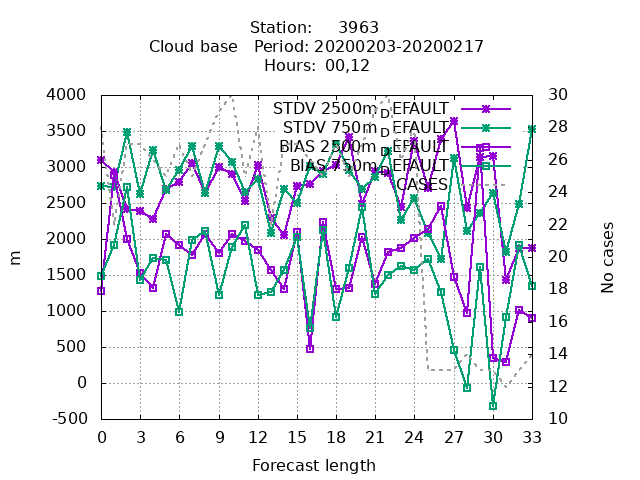 Station:     3963
Cloud base   Period: 20200203-20200217
Hours:  00,12
4000
3500
3000
2500
2000
1500
1000
500
0
-500
m
STDV 2500m_DEFAULT
STDV 750m_DEFAULT
BIAS 2500m_DEFAULT
BIAS 750m_DEFAULT
CASES
30
28
26
24
22
20
18
16
14
12
10
No cases
0 3 6 9 12 15 18 21 24 27 30 33
Forecast length